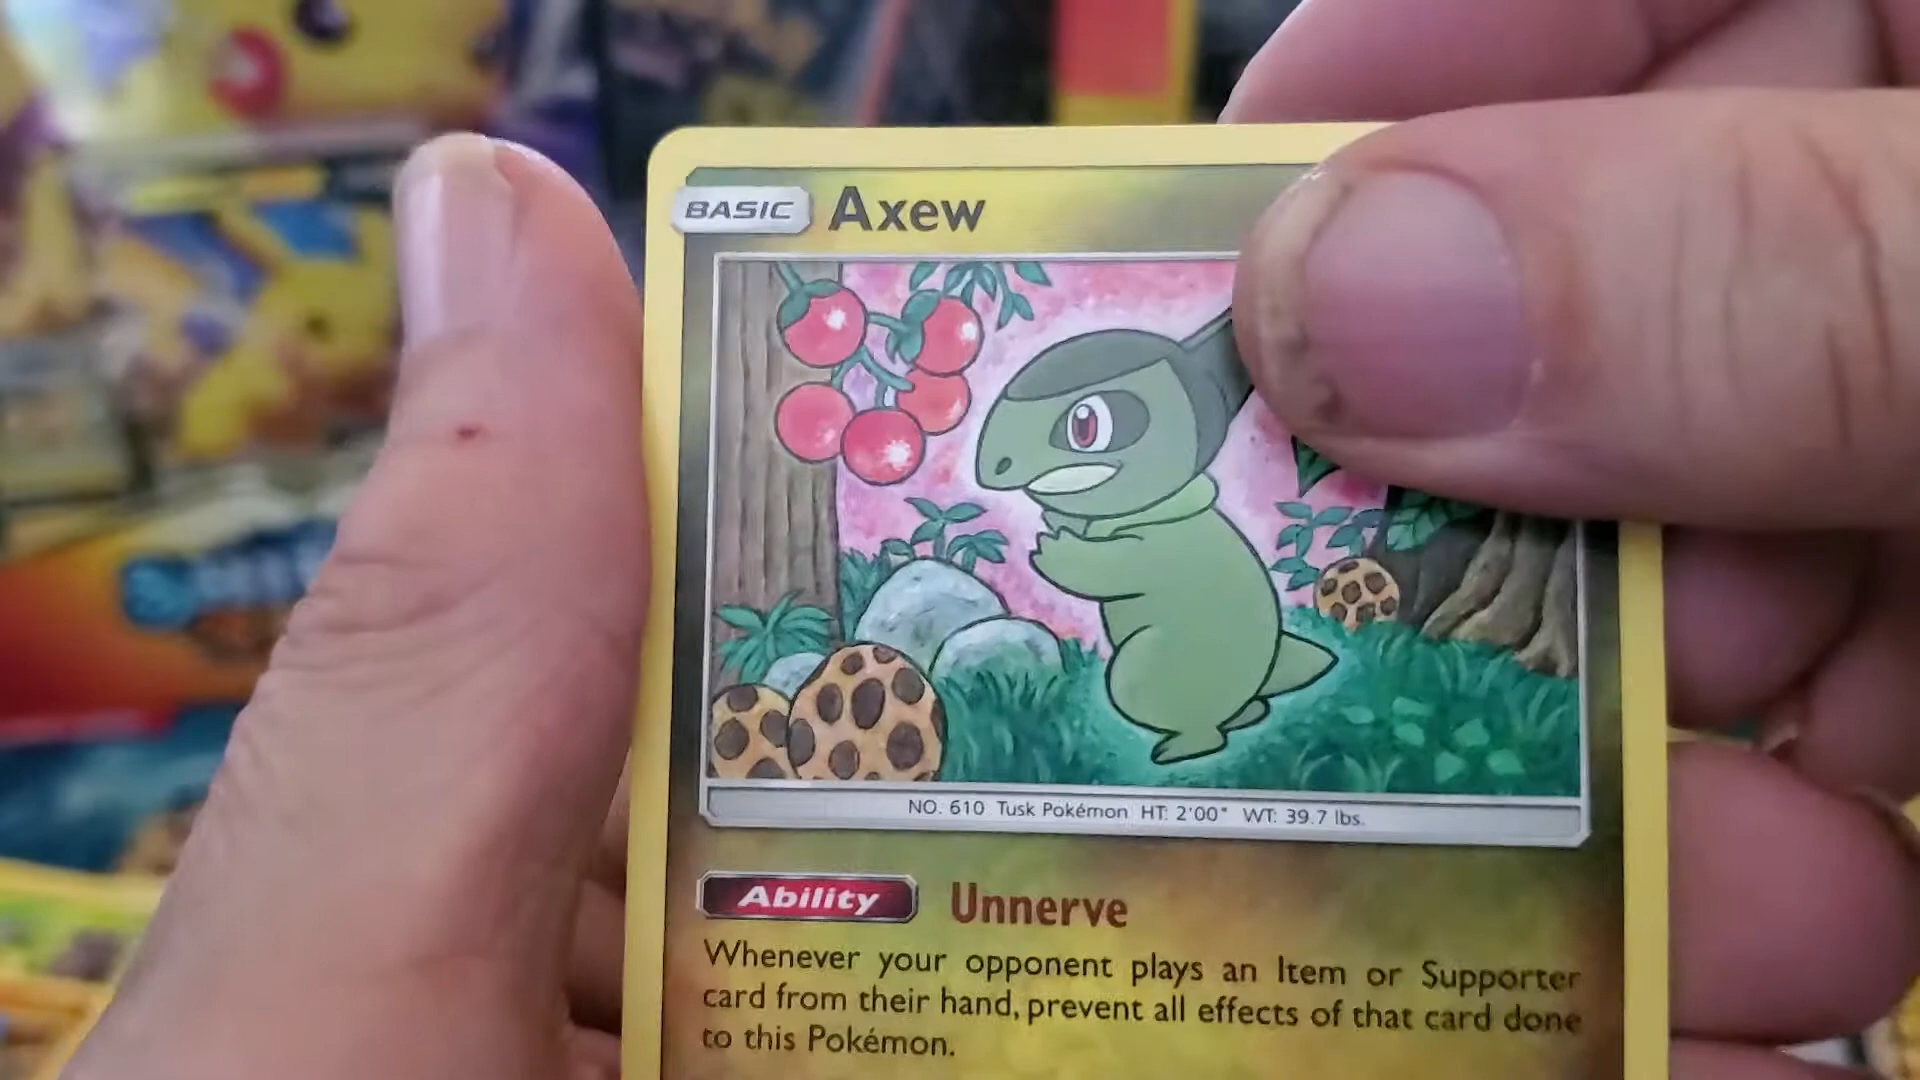 BASIC Axew
NO. 610 Tusk Pokémon HT: 2'00" WT: 39.7 lbs.
Ability Unnerve
Whenever your opponent plays an Item or Supporter
card from their hand, prevent all effects of that card done
to this Pokémon.